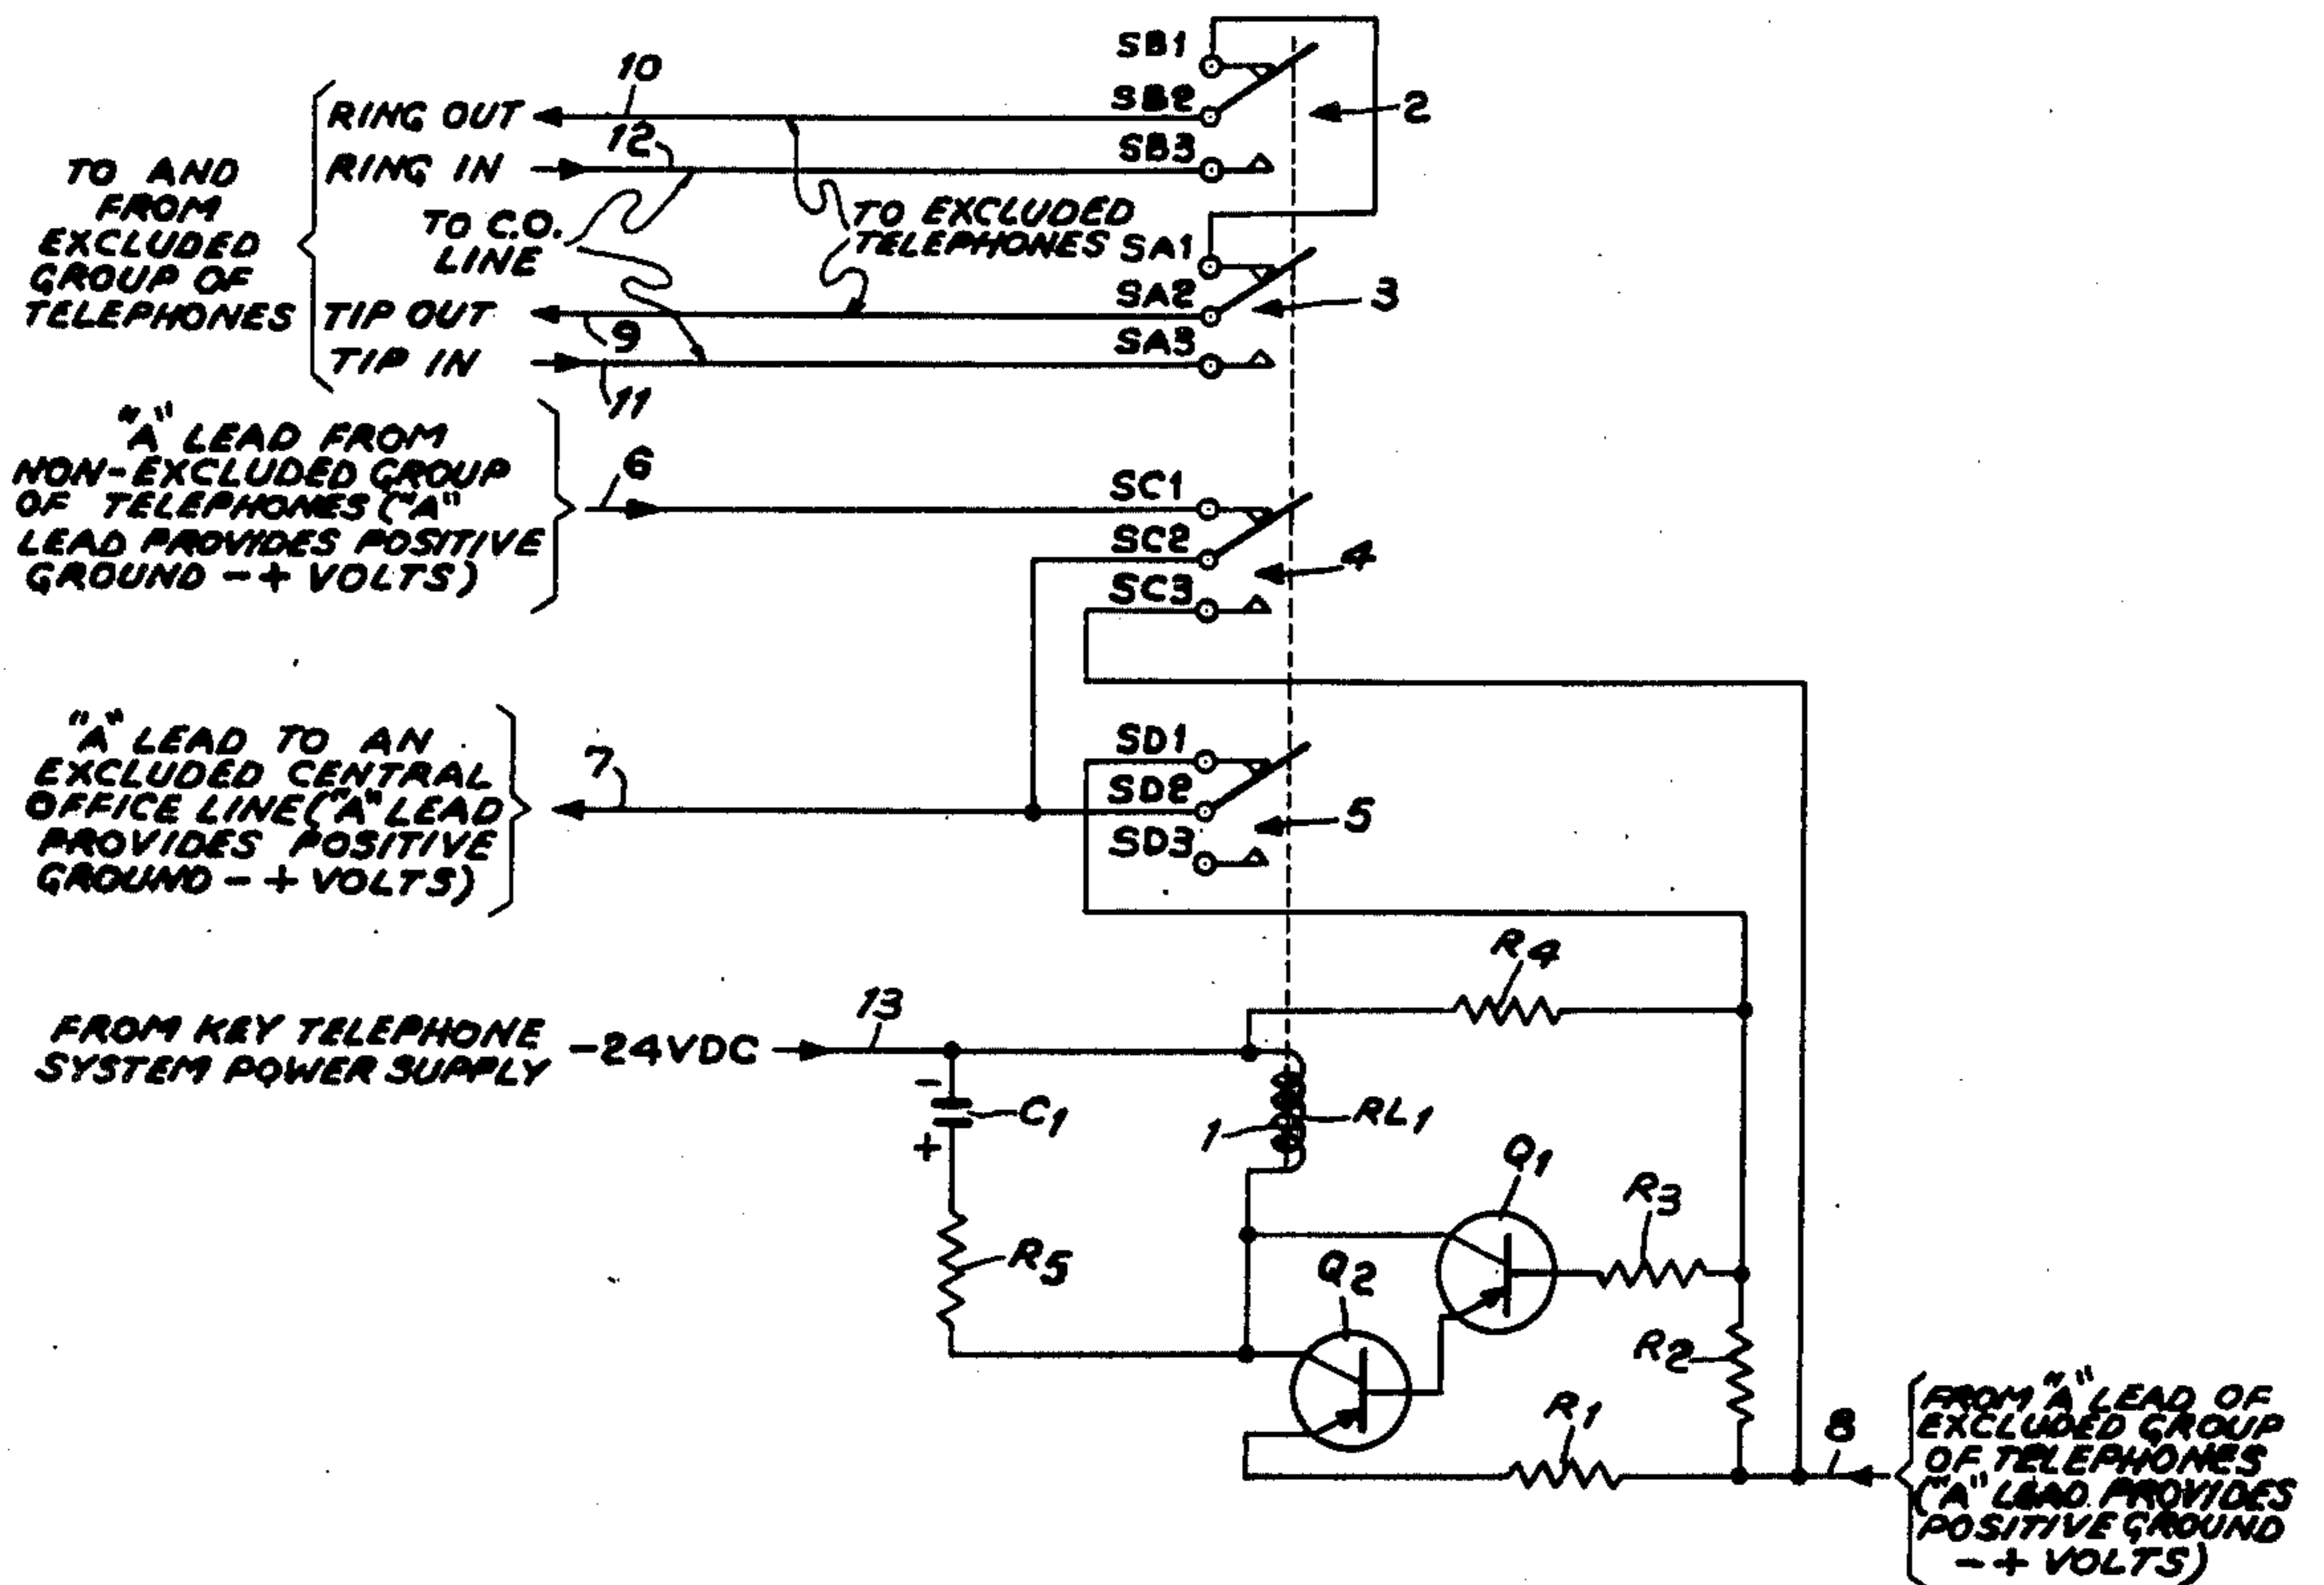 SB1
SB2
SB3
2
10
RING OUT
12
RING IN
TO AND
FROM
EXCLUDED
GROUP OF
TELEPHONES
TO C.O.
LINE
TO EXCLUDED
TELEPHONES
SA1
SA2
SA3
3
TIP OUT
9
TIP IN
11
"A" LEAD FROM
NON-EXCLUDED GROUP
OF TELEPHONES ("A"
LEAD PROVIDES POSITIVE
GROUND - + VOLTS)
6
SC1
SC2
SC3
4
"A" LEAD TO AN
EXCLUDED CENTRAL
OFFICE LINE ("A" LEAD
PROVIDES POSITIVE
GROUND - + VOLTS)
7
SD1
SD2
SD3
5
R4
FROM KEY TELEPHONE
SYSTEM POWER SUPPLY
-24VDC
13
-
C1
+
1
RL1
Q1
R3
R5
Q2
R2
R1
8
FROM "A" LEAD OF
EXCLUDED GROUP
OF TELEPHONES
("A" LEAD PROVIDES
POSITIVE GROUND
- + VOLTS)